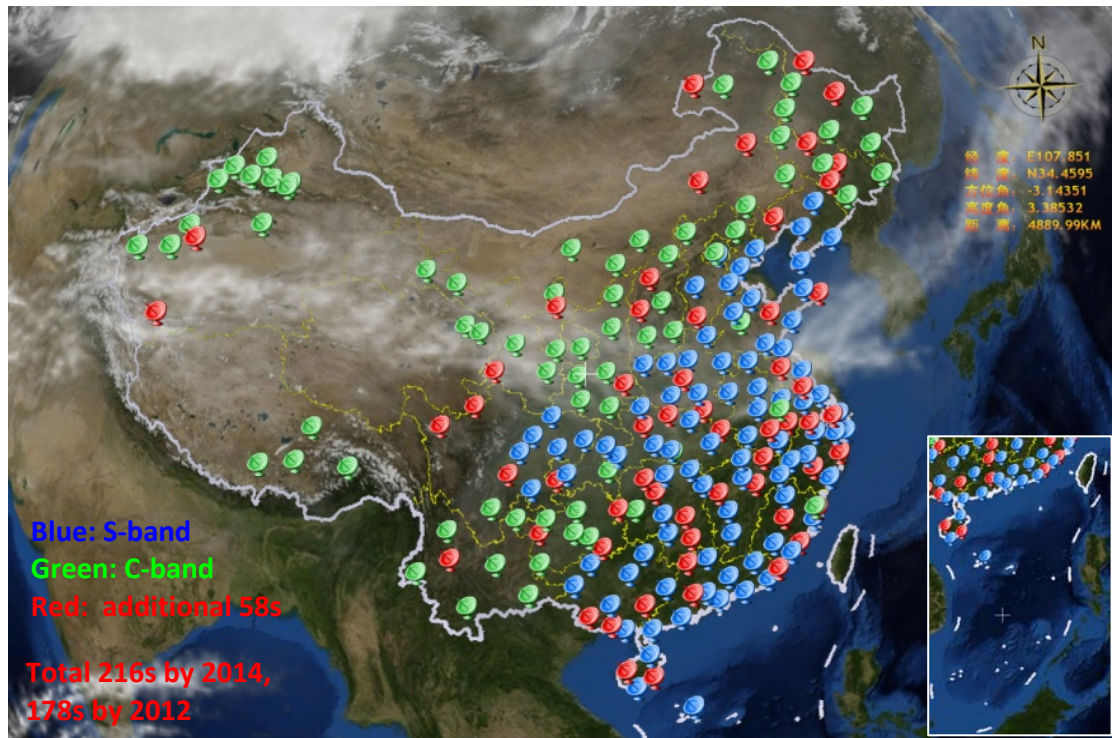 N
经 度: E107.851
纬 度: N34.4595
方位角: -3.14351
高度角: 3.38532
距 离: 4889.99KM
Blue: S-band
Green: C-band
Red: additional 58s
Total 216s by 2014,
178s by 2012